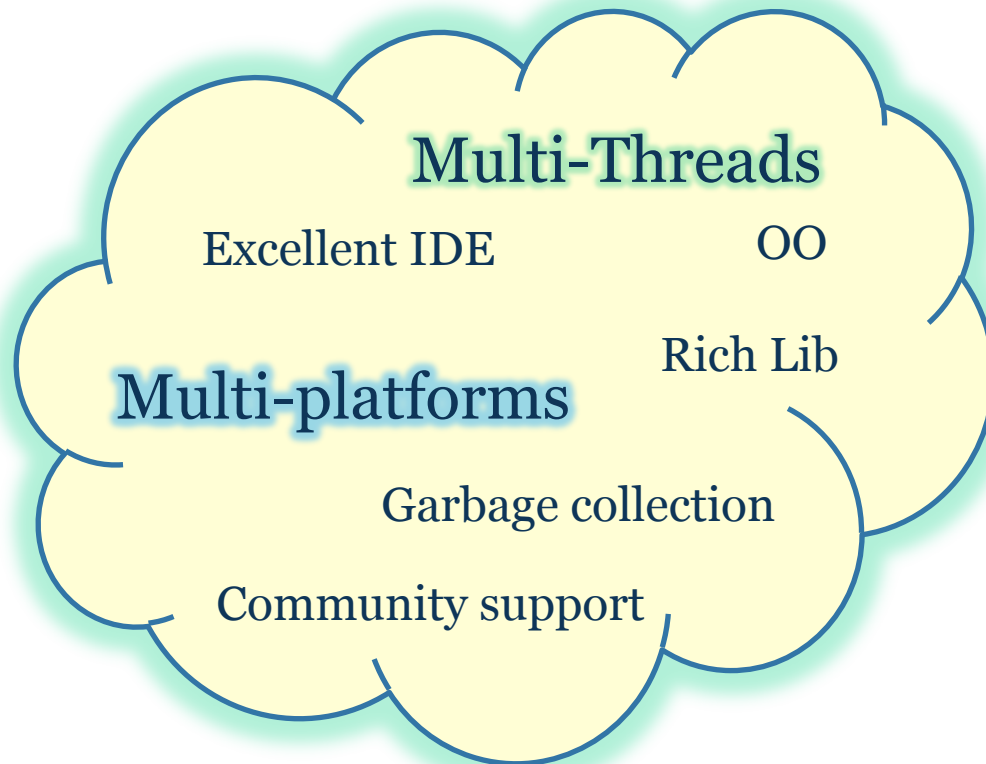 Multi-Threads
Excellent IDE
OO
Rich Lib
Multi-platforms
Garbage collection
Community support